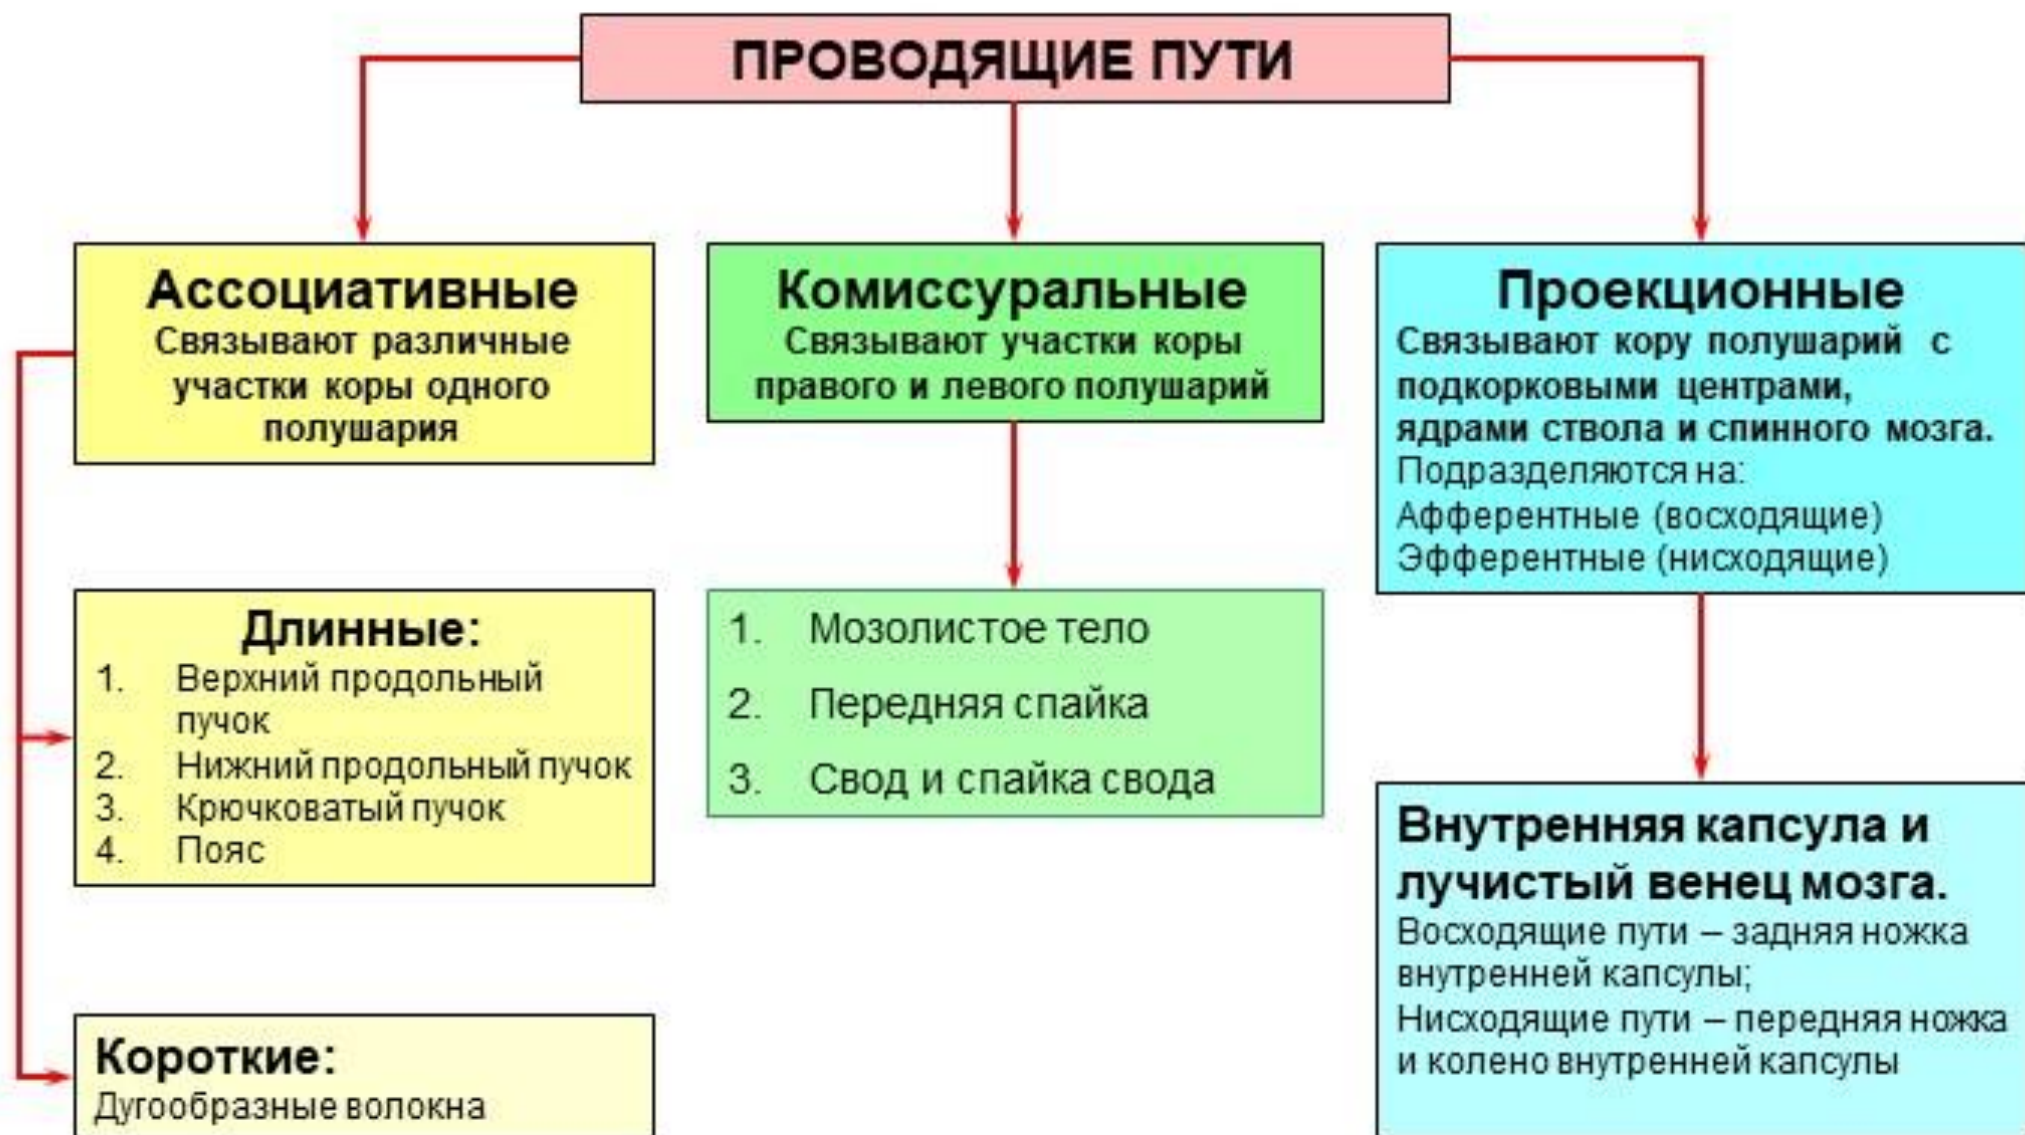 ПРОВОДЯЩИЕ ПУТИ
Ассоциативные
Связывают различные
участки коры одного
полушария
Комиссуральные
Связывают участки коры
правого и левого полушарий
Проекционные
Связывают кору полушарий с
подкорковыми центрами,
ядрами ствола и спинного мозга.
Подразделяются на:
Афферентные (восходящие)
Эфферентные (нисходящие)
Длинные:
1. Верхний продольный
пучок
2. Нижний продольный пучок
3. Крючковатый пучок
4. Пояс
1. Мозолистое тело
2. Передняя спайка
3. Свод и спайка свода
Внутренняя капсула и
лучистый венец мозга.
Восходящие пути – задняя ножка
внутренней капсулы;
Нисходящие пути – передняя ножка
и колено внутренней капсулы
Короткие:
Дугообразные волокна